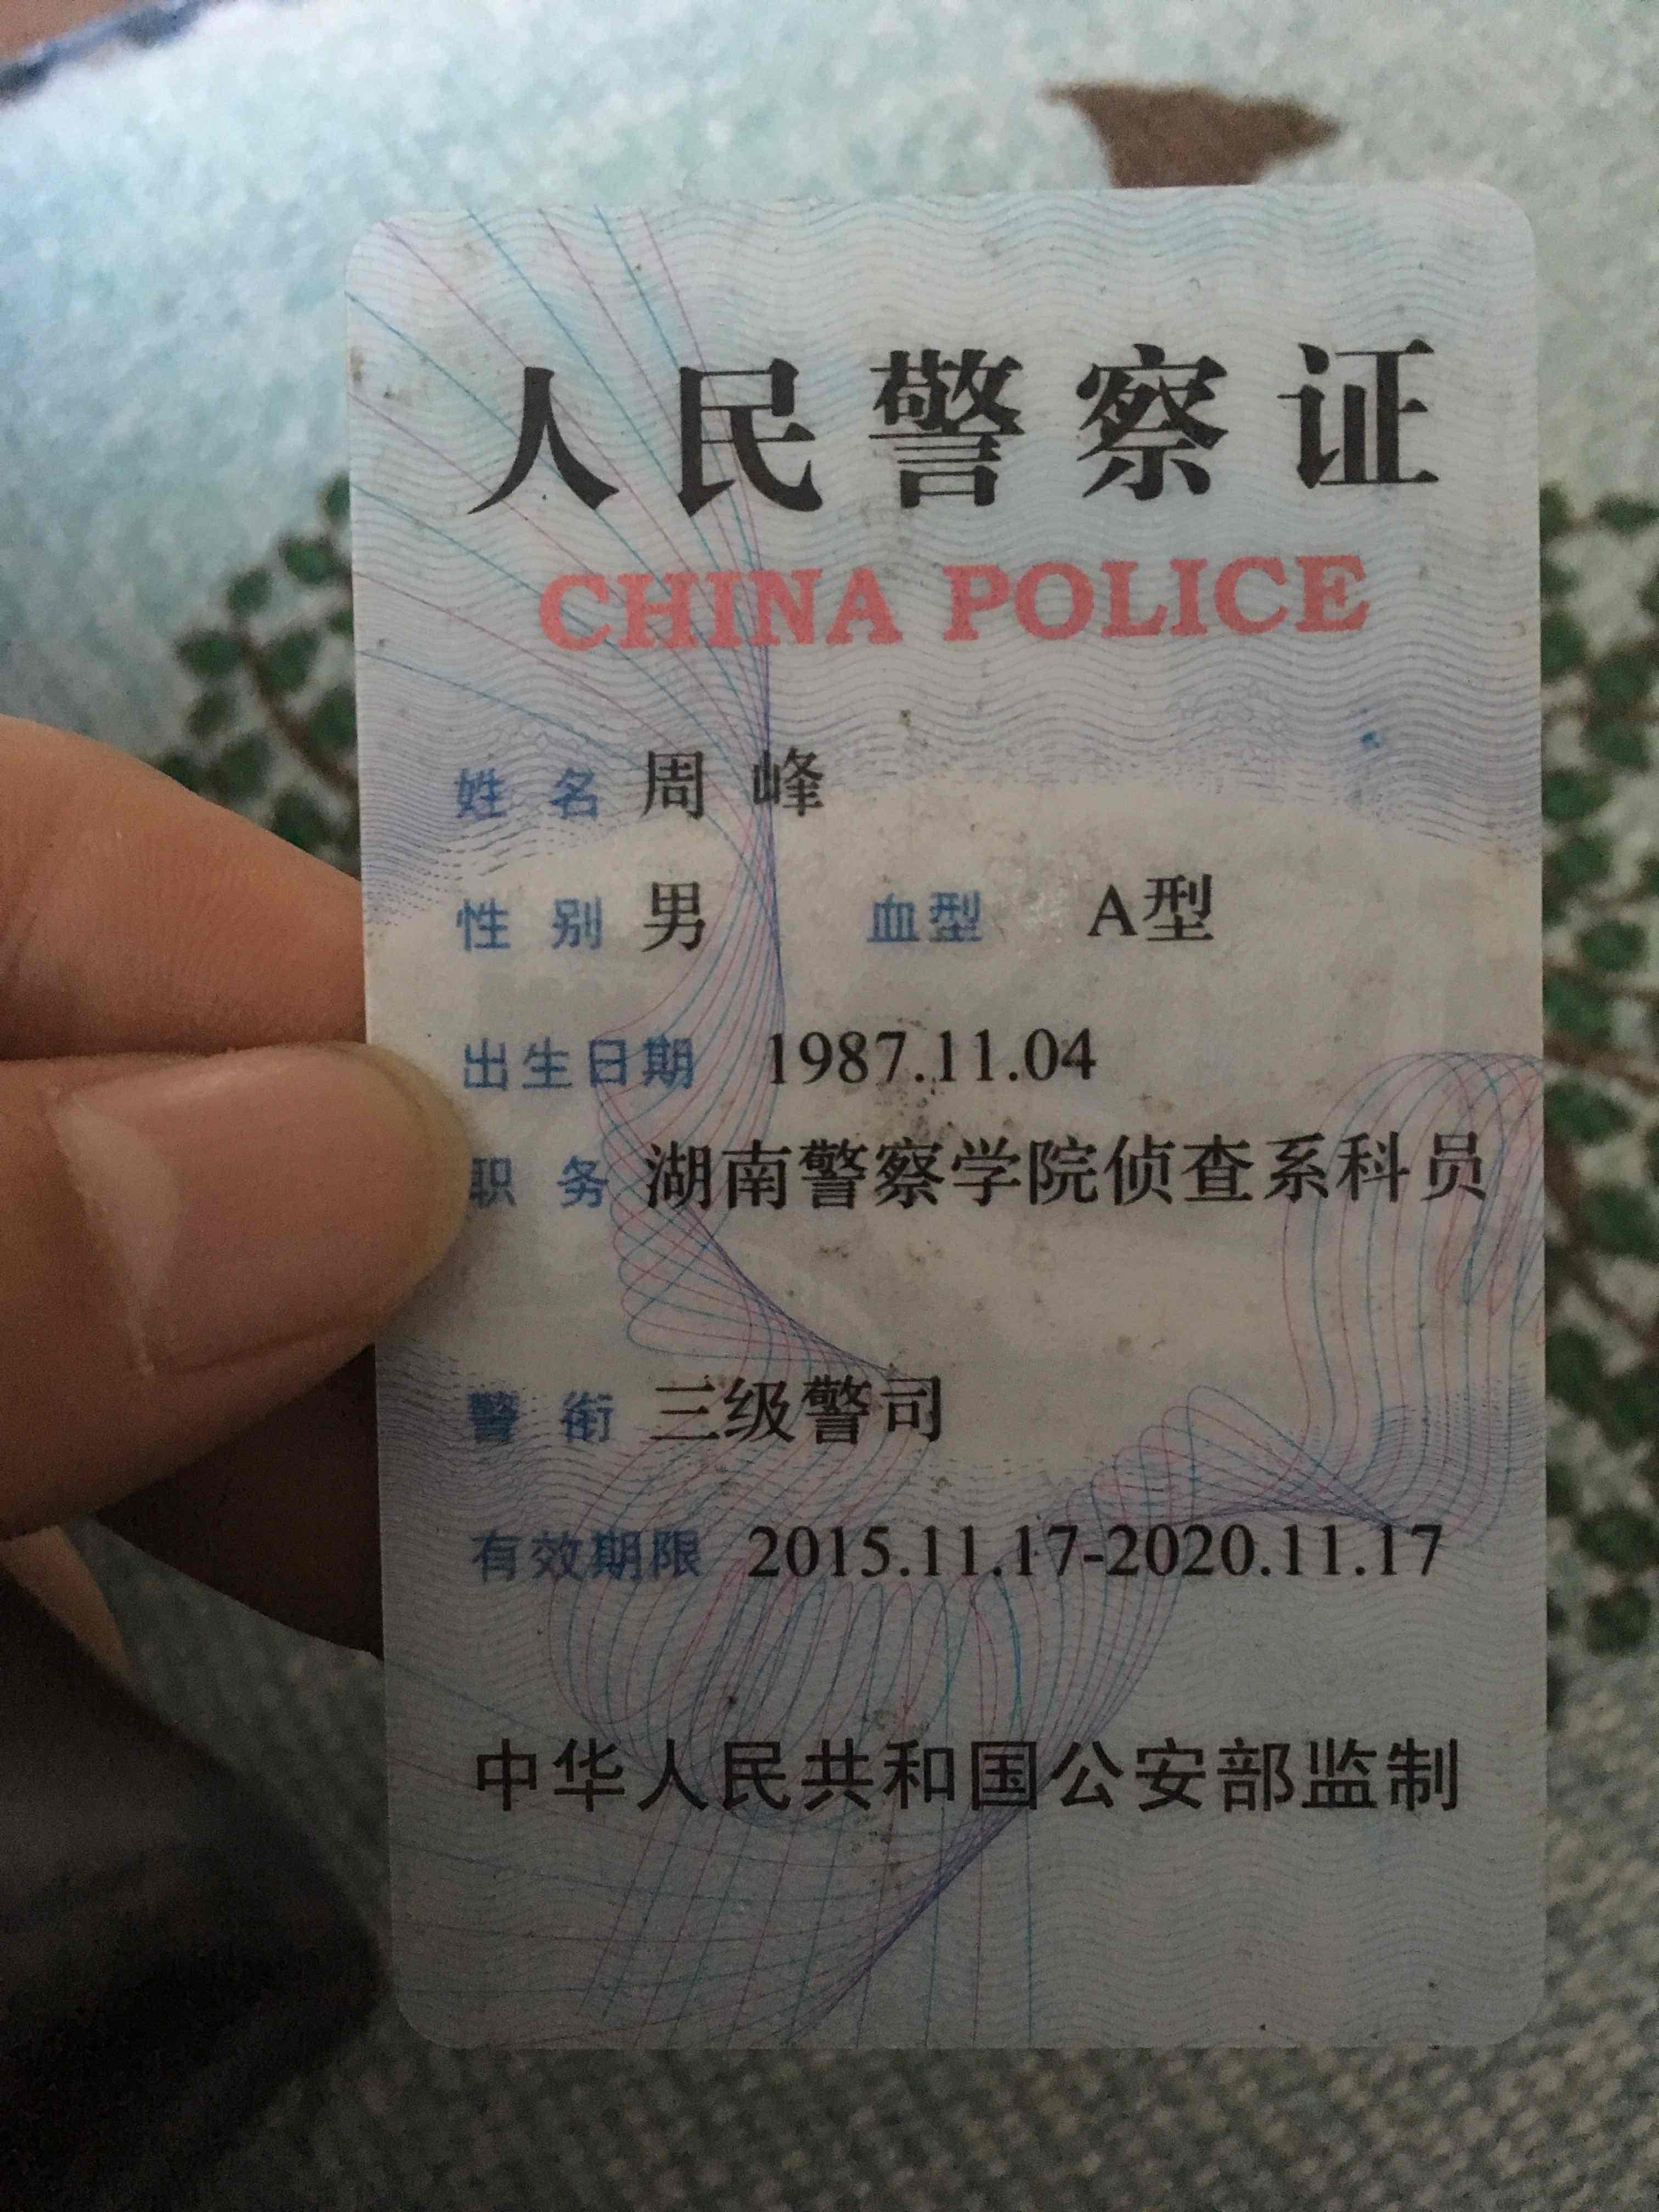 人民警察证
CHINA POLICE
姓名 周峰
性别 男 血型 A型
出生日期 1987.11.04
职务 湖南警察学院侦查系科员
警衔 三级警司
有效期限 2015.11.17-2020.11.17
中华人民共和国公安部监制